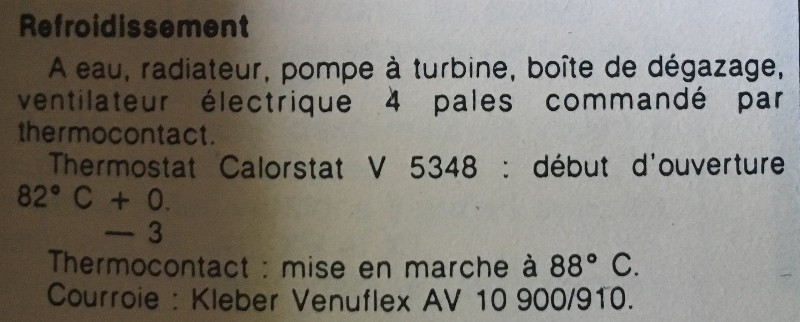 Refroidissement
A eau, radiateur, pompe à turbine, boîte de dégazage,
ventilateur électrique 4 pales commandé par
thermocontact.
Thermostat Calorstat V 5348 : début d'ouverture
82° C + 0.
— 3
Thermocontact : mise en marche à 88° C.
Courroie : Kleber Venuflex AV 10 900/910.